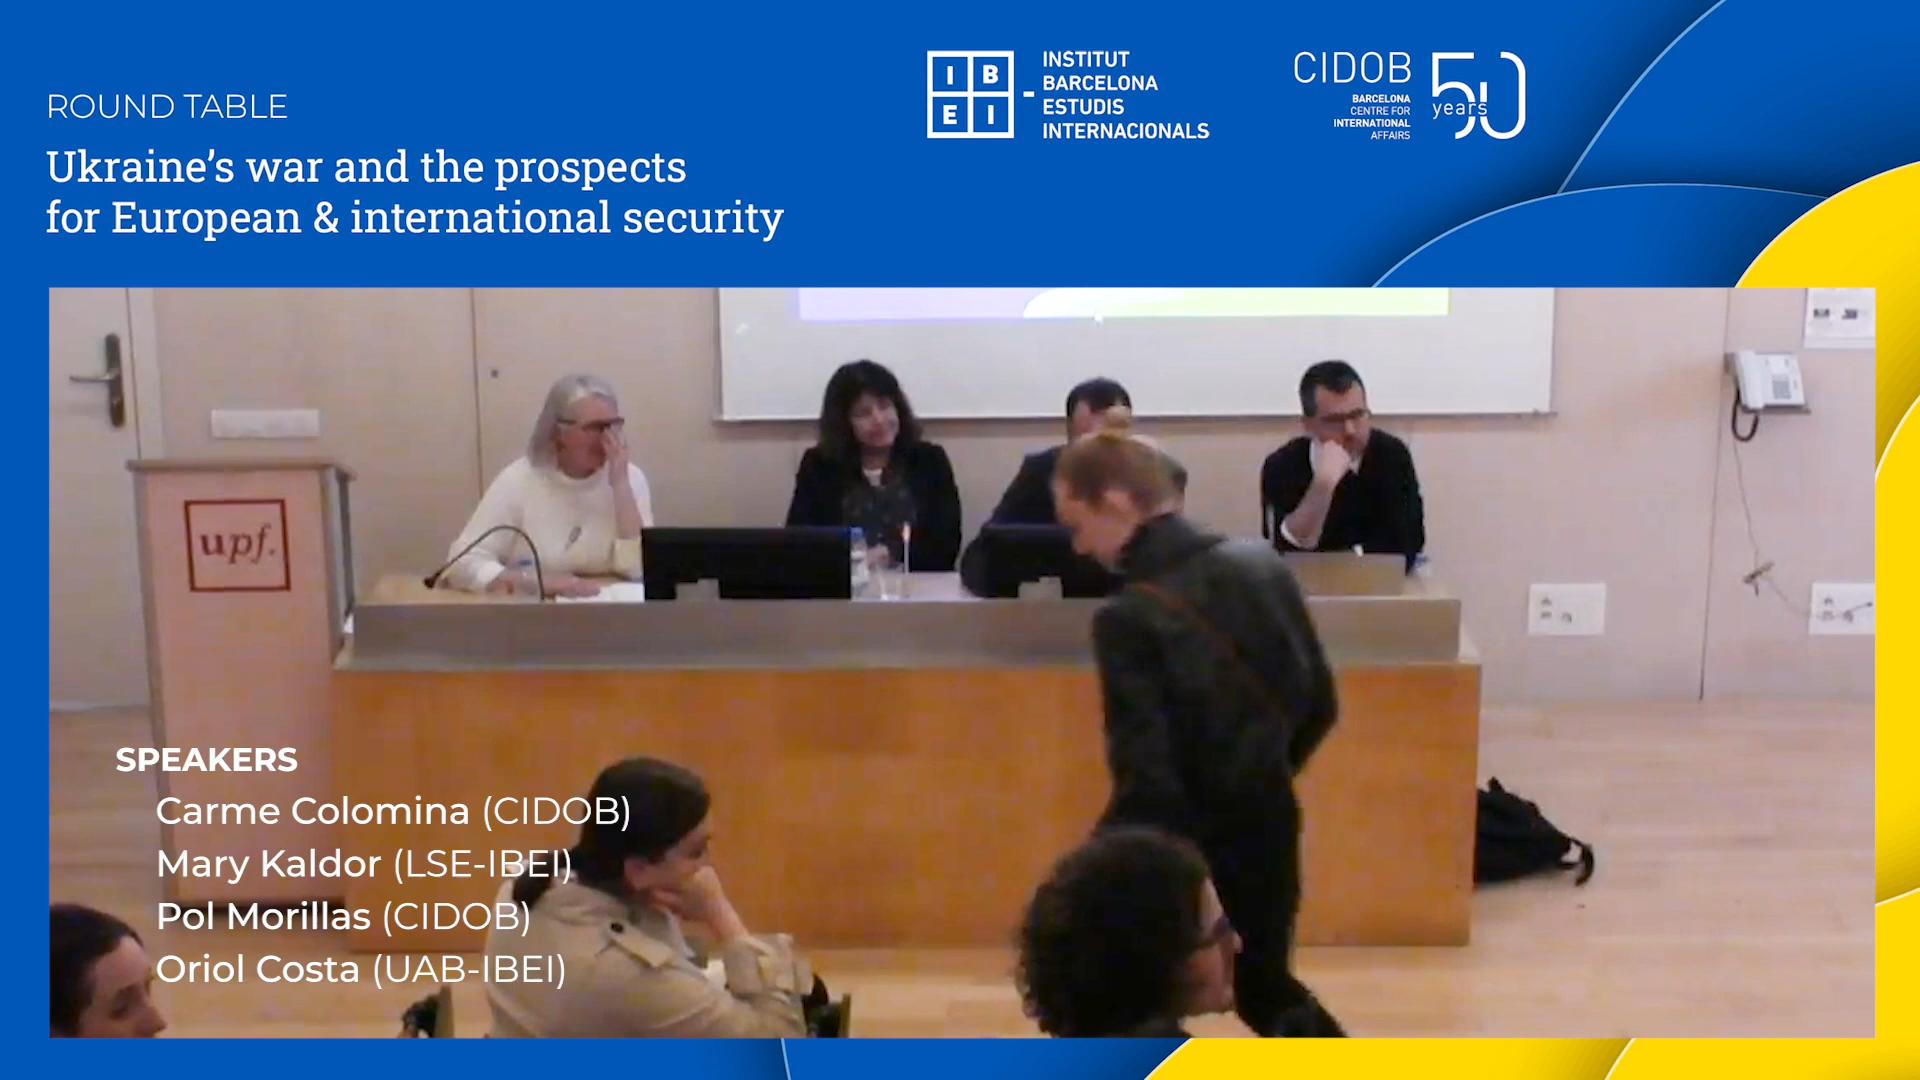 ROUND TABLE
Ukraine’s war and the prospects
for European & international security
I B
E I
INSTITUT
BARCELONA
ESTUDIS
INTERNACIONALS
CIDOB
BARCELONA
CENTRE FOR
INTERNATIONAL
AFFAIRS
50
years
upf.
SPEAKERS
Carme Colomina (CIDOB)
Mary Kaldor (LSE-IBEI)
Pol Morillas (CIDOB)
Oriol Costa (UAB-IBEI)